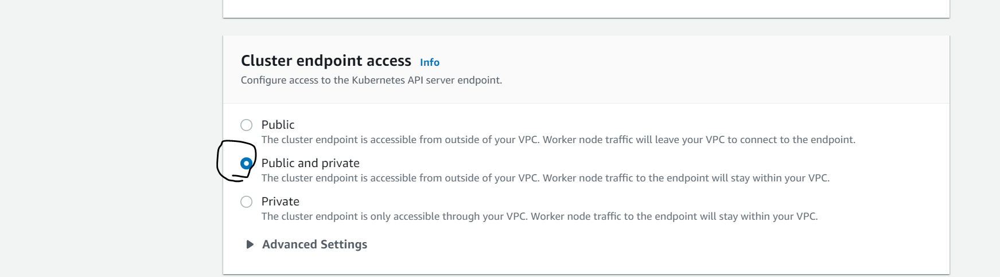 Cluster endpoint access Info
Configure access to the Kubernetes API server endpoint.
Public
The cluster endpoint is accessible from outside of your VPC. Worker node traffic will leave your VPC to connect to the endpoint.
Public and private
The cluster endpoint is accessible from outside of your VPC. Worker node traffic to the endpoint will stay within your VPC.
Private
The cluster endpoint is only accessible through your VPC. Worker node traffic to the endpoint will stay within your VPC.
Advanced Settings